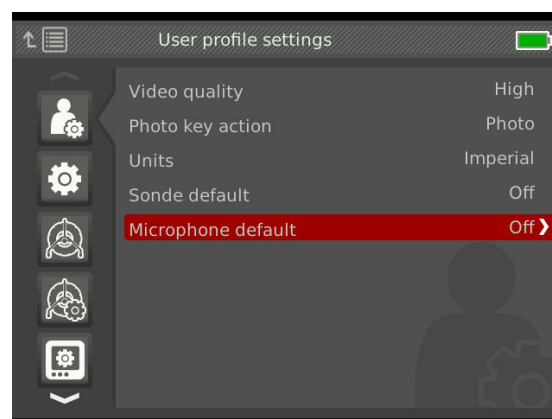 User profile settings
Video quality High
Photo key action Photo
Units Imperial
Sonde default Off
Microphone default Off